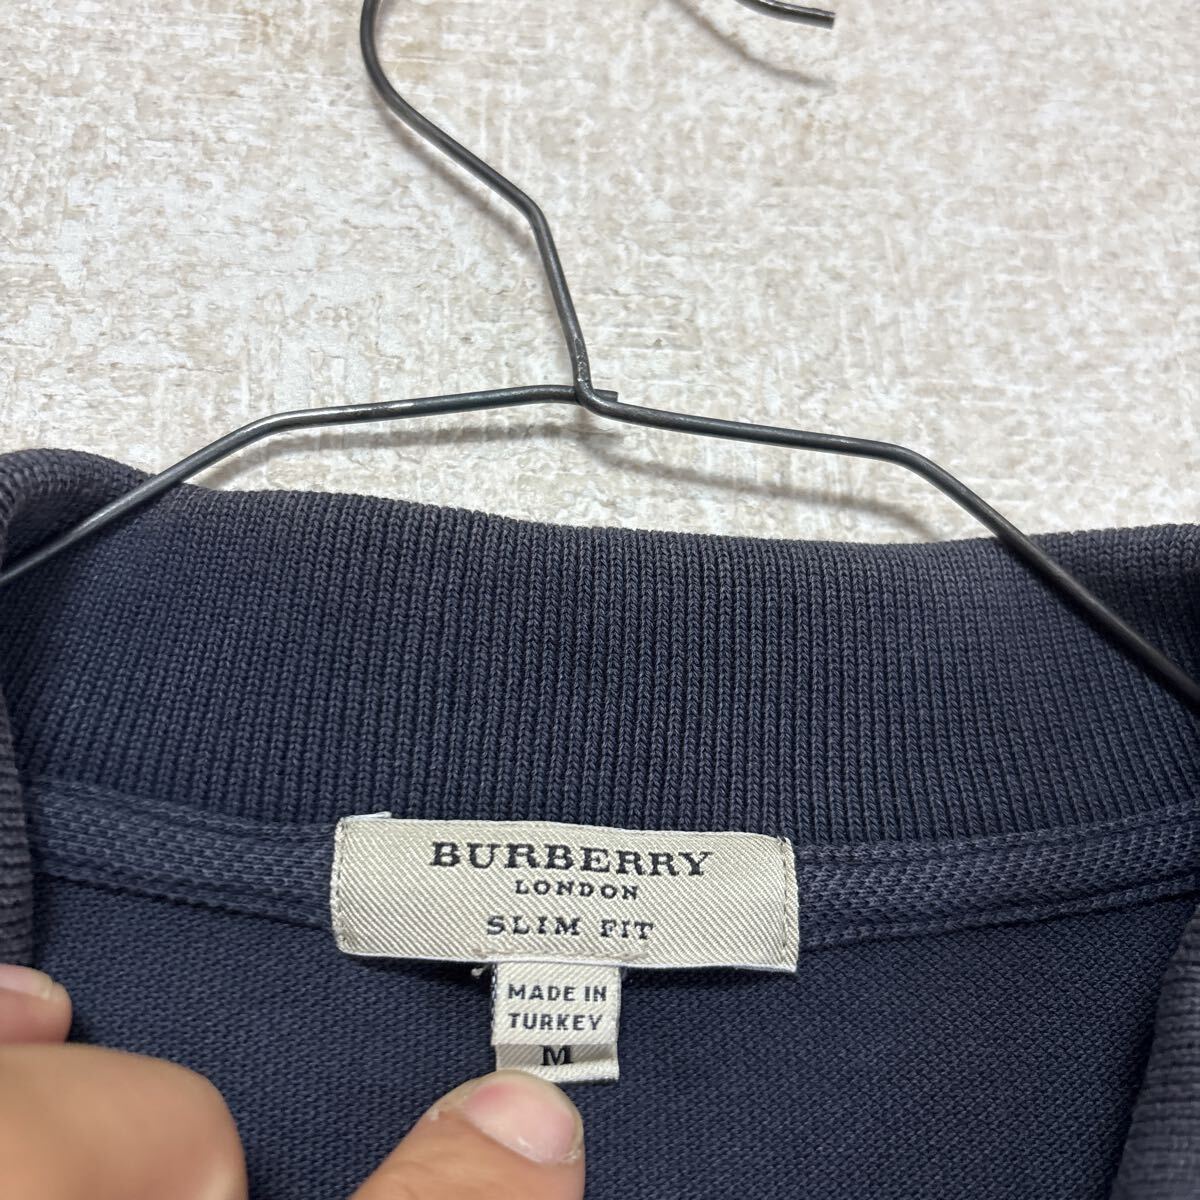 BURBERRY
LONDON
SLIM FIT
MADE IN
TURKEY
M